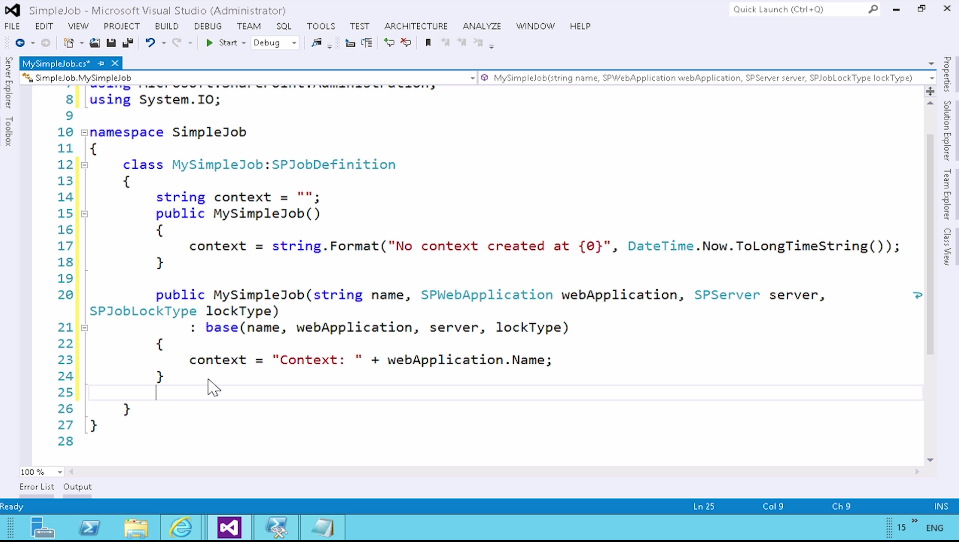 SimpleJob - Microsoft Visual Studio (Administrator)
Quick Launch (Ctrl+Q)
FILE EDIT VIEW PROJECT BUILD DEBUG TEAM SQL TOOLS TEST ARCHITECTURE ANALYZE WINDOW HELP
Start Debug
MySimpleJob.cs*
SimpleJob.MySimpleJob
MySimpleJob(string name, SPWebApplication webApplication, SPServer server, SPJobLockType lockType)
Server Explorer
Toolbox
Properties
Solution Explorer
Team Explorer
Class View
7 using Microsoft.SharePoint.Administration;
8 using System.IO;
9
10 namespace SimpleJob
11 {
12 class MySimpleJob:SPJobDefinition
13 {
14 string context = "";
15 public MySimpleJob()
16 {
17 context = string.Format("No context created at {0}", DateTime.Now.ToLongTimeString());
18 }
19
20 public MySimpleJob(string name, SPWebApplication webApplication, SPServer server,
SPJobLockType lockType)
21 : base(name, webApplication, server, lockType)
22 {
23 context = "Context: " + webApplication.Name;
24 }
25
26 }
27 }
28
100 %
Error List Output
Ready Ln 25 Col 9 Ch 9 INS
15 ENG